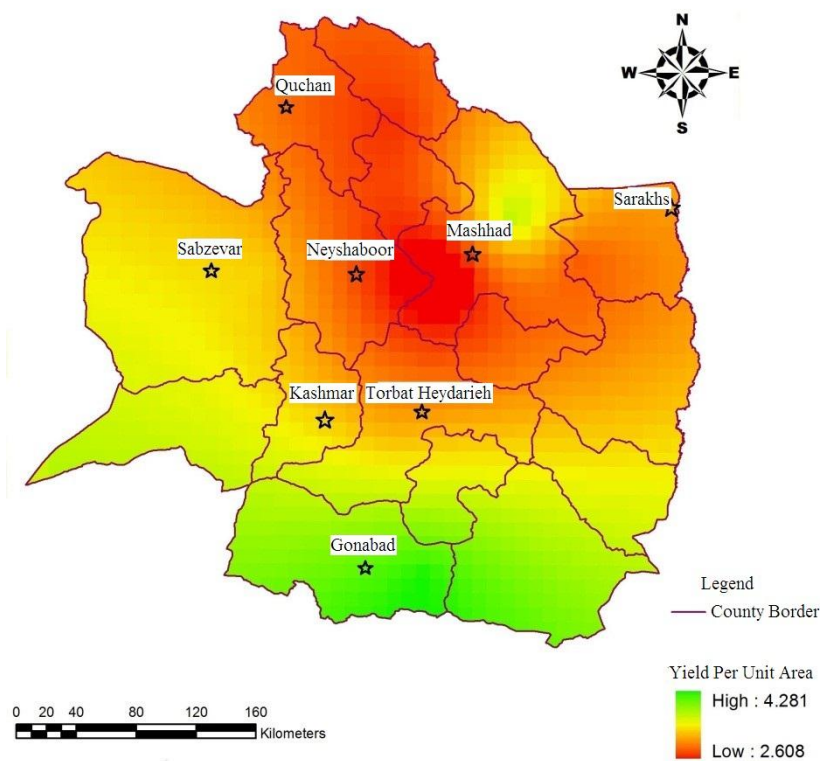 N
W E
S
Quchan
Sarakhs
Mashhad
Sabzevar
Neyshaboor
Kashmar
Torbat Heydarieh
Gonabad
Legend
County Border
Yield Per Unit Area
High : 4.281
Low : 2.608
0 10 20 40 80 120 160
Kilometers